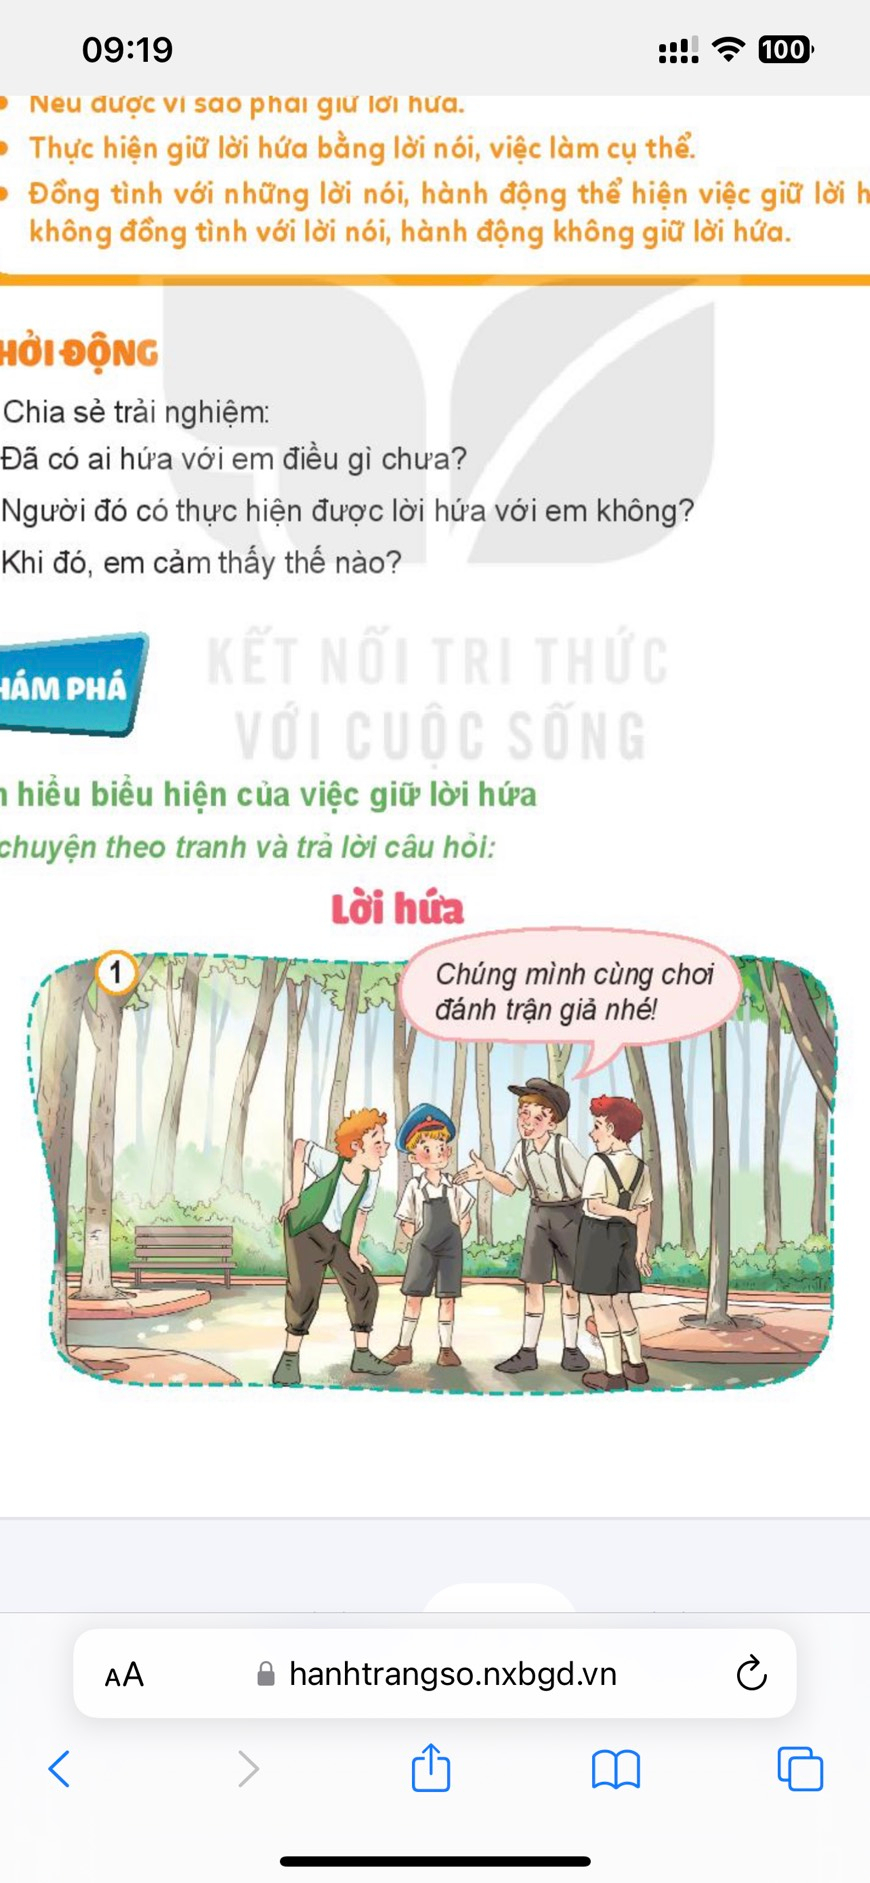 09:19
100
Nêu được vì sao phải giữ lời hứa.
Thực hiện giữ lời hứa bằng lời nói, việc làm cụ thể.
Đồng tình với những lời nói, hành động thể hiện việc giữ lời h
không đồng tình với lời nói, hành động không giữ lời hứa.
HỞI ĐỘNG
Chia sẻ trải nghiệm:
Đã có ai hứa với em điều gì chưa?
Người đó có thực hiện được lời hứa với em không?
Khi đó, em cảm thấy thế nào?
KẾT NỐI TRI THỨC
VỚI CUỘC SỐNG
HÁM PHÁ
hiểu biểu hiện của việc giữ lời hứa
chuyện theo tranh và trả lời câu hỏi:
Lời hứa
1
Chúng mình cùng chơi
đánh trận giả nhé!
AA
hanhtrangso.nxbgd.vn